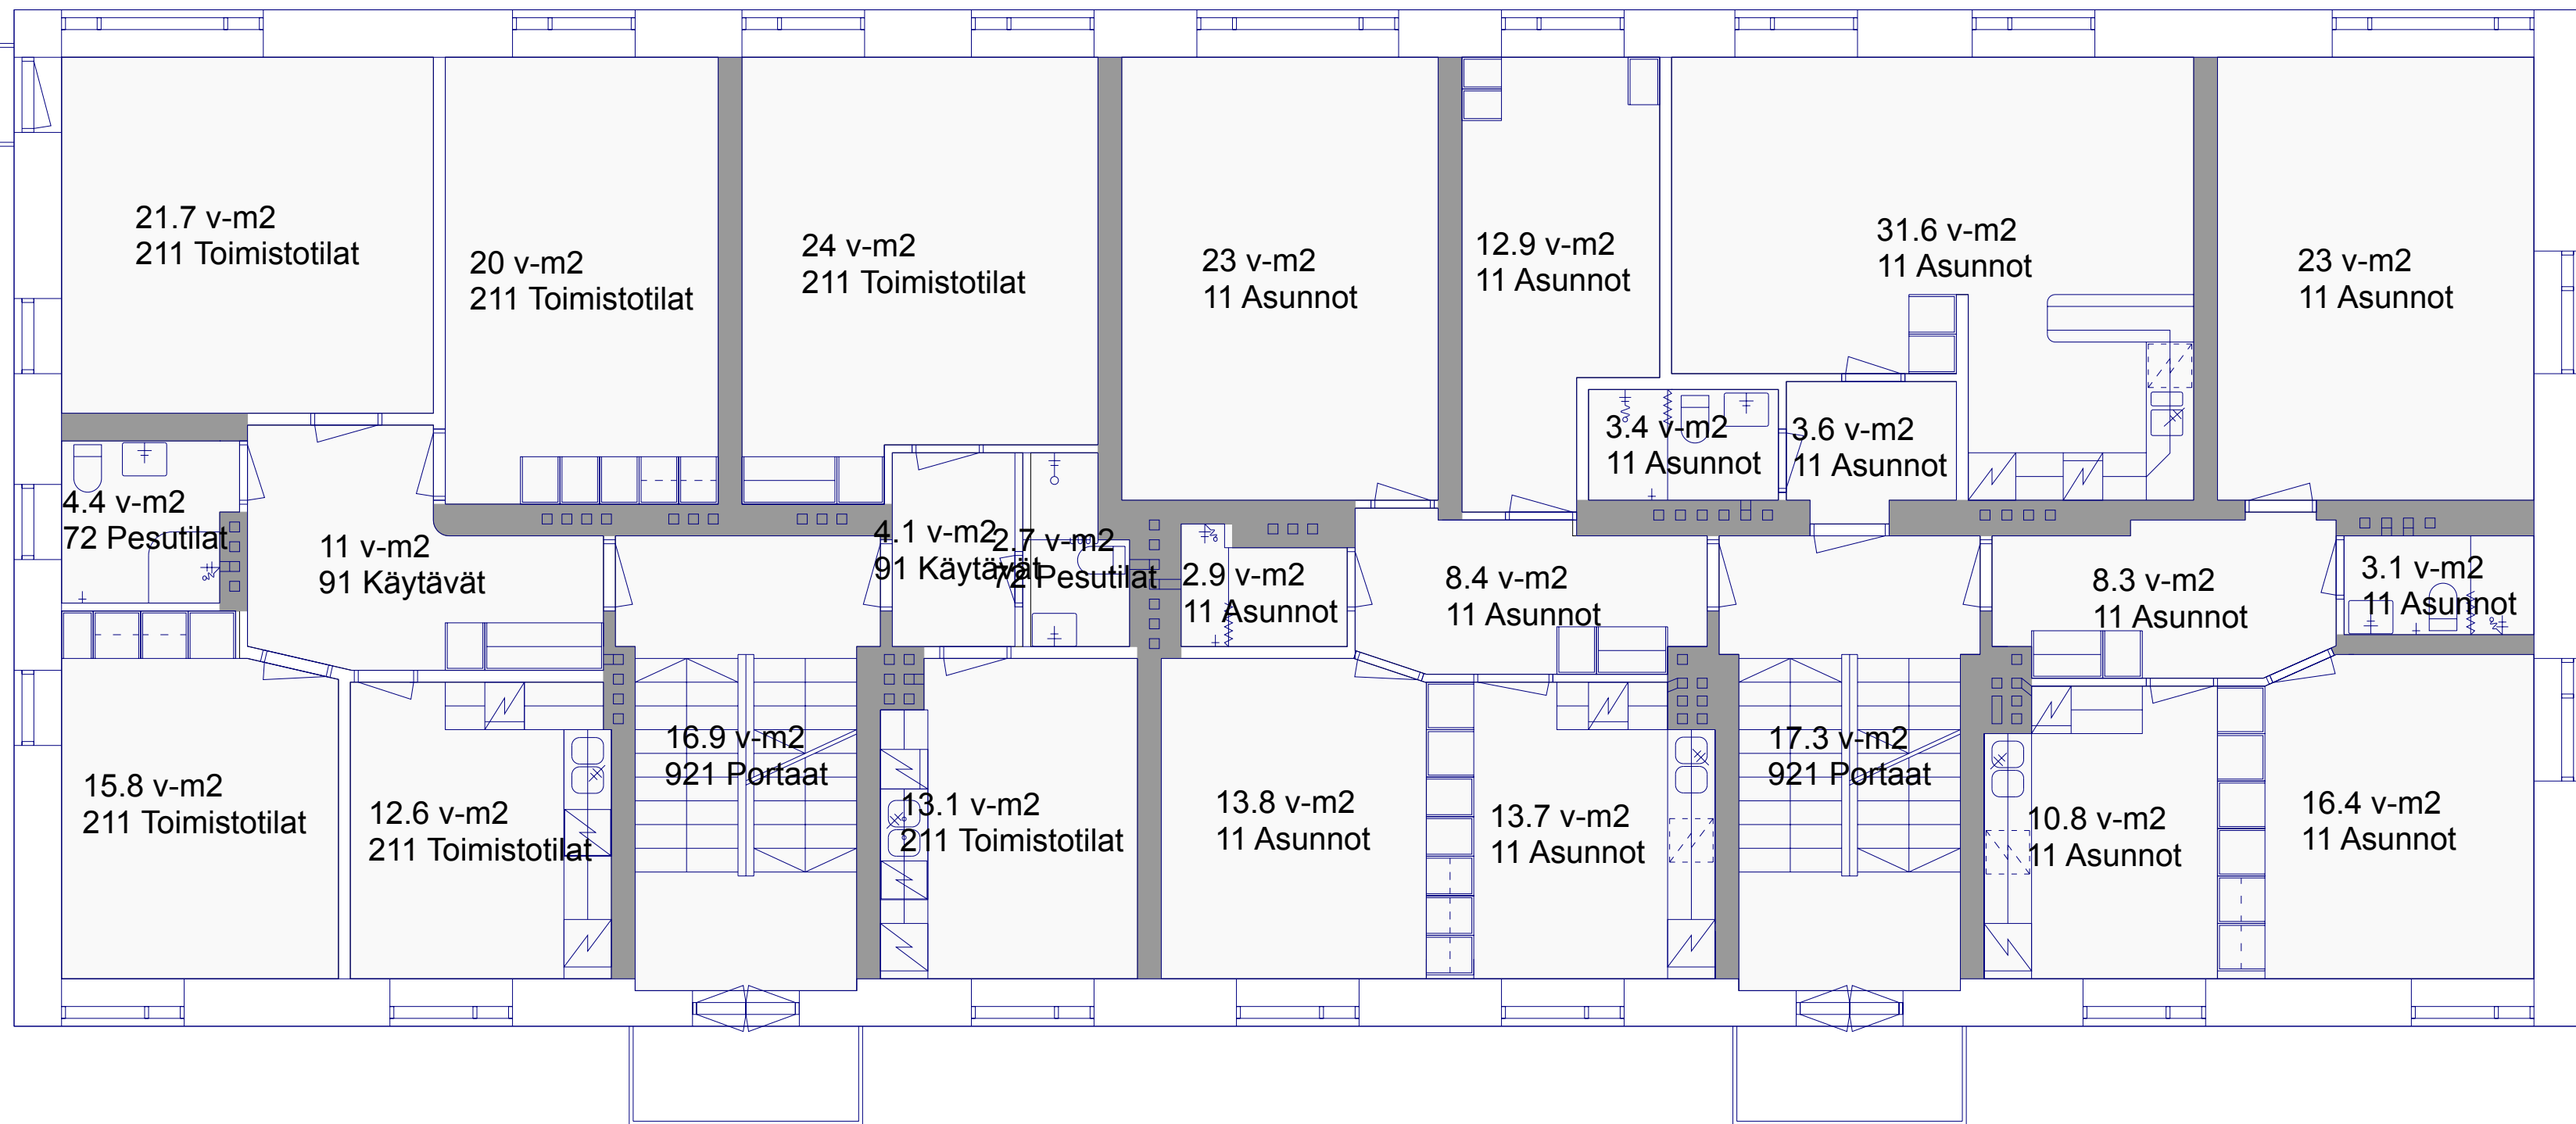 21.7 v-m2
211 Toimistotilat
20 v-m2
211 Toimistotilat
24 v-m2
211 Toimistotilat
23 v-m2
11 Asunnot
12.9 v-m2
11 Asunnot
31.6 v-m2
11 Asunnot
23 v-m2
11 Asunnot
4.4 v-m2
72 Pesutilat
11 v-m2
91 Käytävät
4.1 v-m2
91 Käytävät
2.7 v-m2
72 Pesutilat
2.9 v-m2
11 Asunnot
8.4 v-m2
11 Asunnot
3.4 v-m2
11 Asunnot
3.6 v-m2
11 Asunnot
8.3 v-m2
11 Asunnot
3.1 v-m2
11 Asunnot
15.8 v-m2
211 Toimistotilat
12.6 v-m2
211 Toimistotilat
16.9 v-m2
921 Portaat
13.1 v-m2
211 Toimistotilat
13.8 v-m2
11 Asunnot
13.7 v-m2
11 Asunnot
17.3 v-m2
921 Portaat
10.8 v-m2
11 Asunnot
16.4 v-m2
11 Asunnot